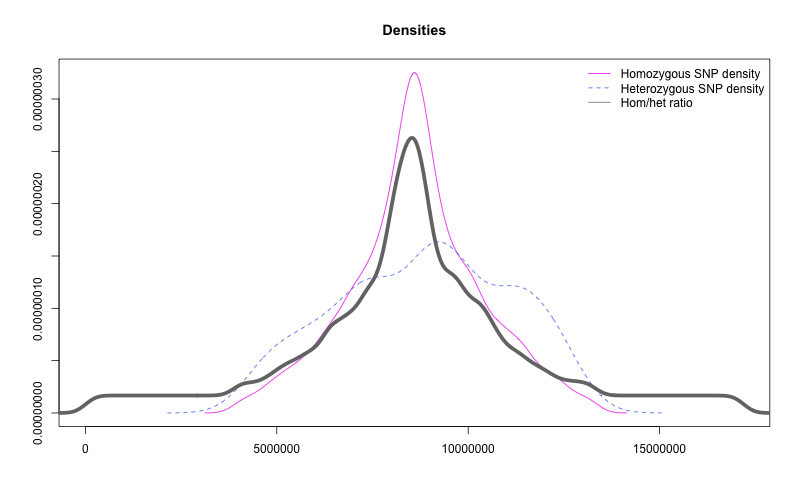 Densities
Homozygous SNP density
Heterozygous SNP density
Hom/het ratio
0.00000030
0.00000020
0.00000010
0.00000000
0 5000000 10000000 15000000